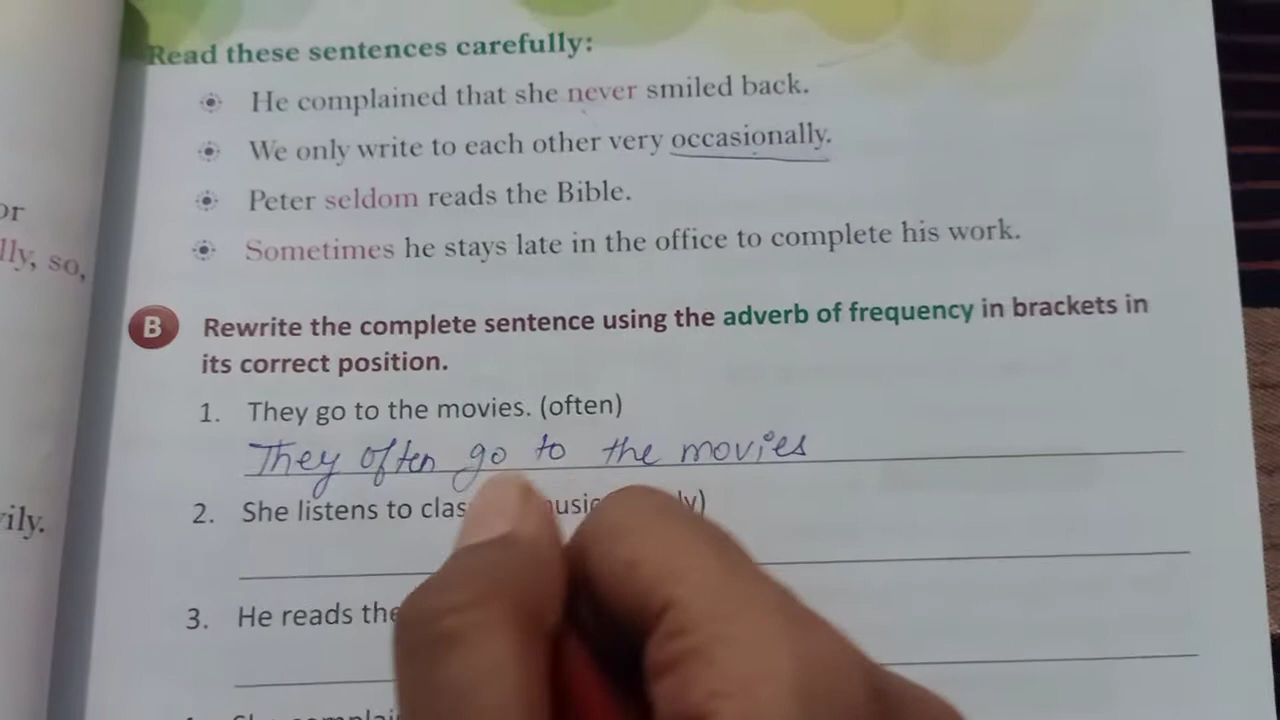 Read these sentences carefully:
He complained that she never smiled back.
We only write to each other very occasionally.
Peter seldom reads the Bible.
Sometimes he stays late in the office to complete his work.
lly, so,
B Rewrite the complete sentence using the adverb of frequency in brackets in
its correct position.
1. They go to the movies. (often)
They often go to the movies
2. She listens to
3. He reads the